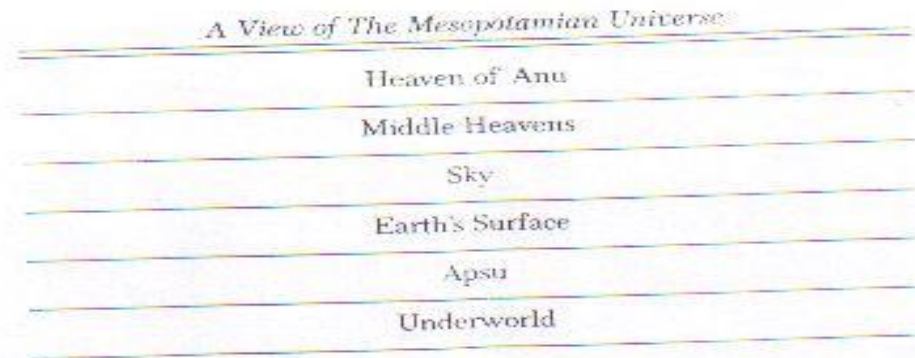 A View of The Mesopotamian Universe
Heaven of Anu
Middle Heavens
Sky
Earth's Surface
Apsu
Underworld